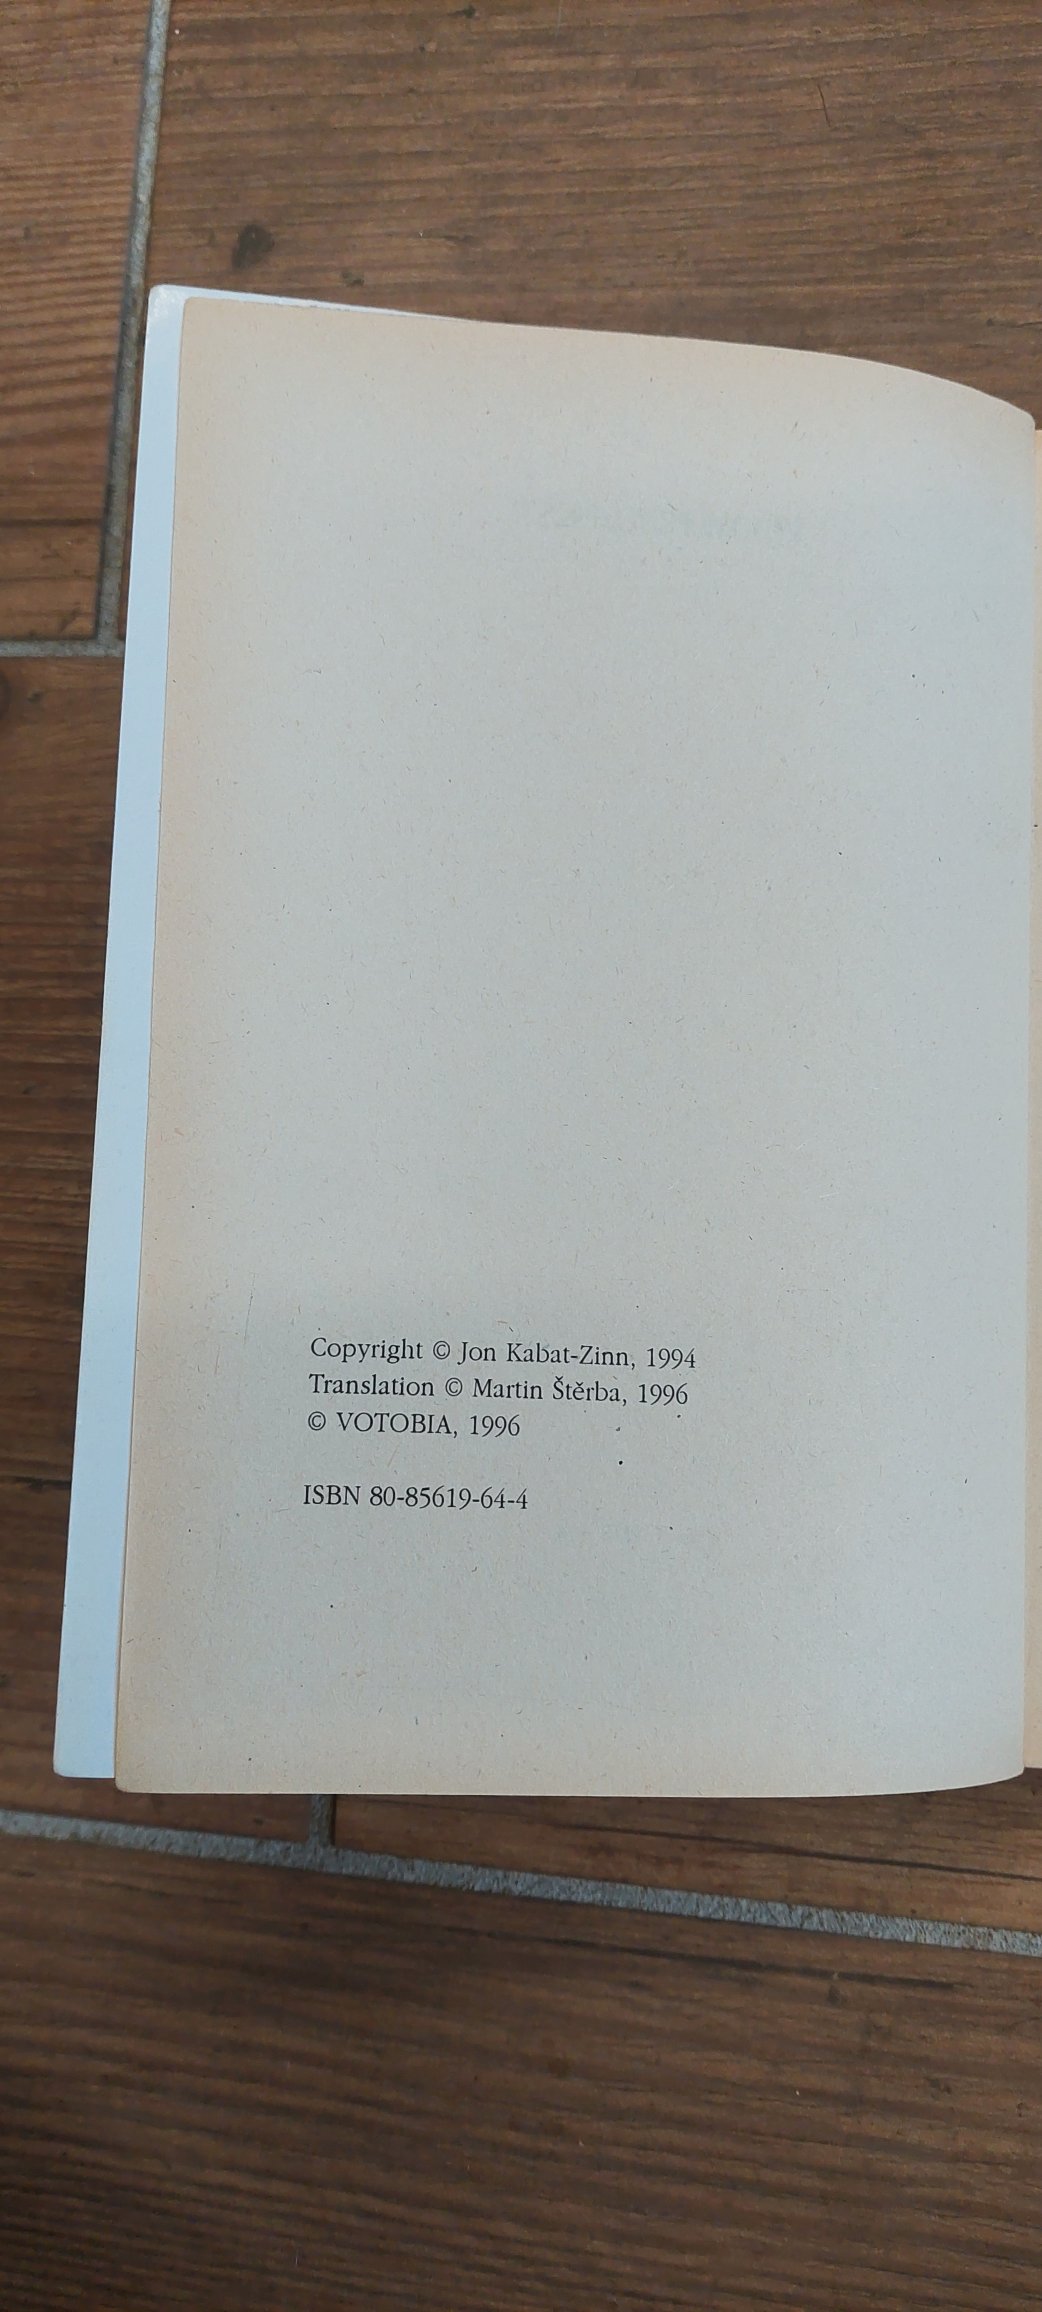 Copyright © Jon Kabat-Zinn, 1994
Translation © Martin Štěrba, 1996
© VOTOBIA, 1996
ISBN 80-85619-64-4